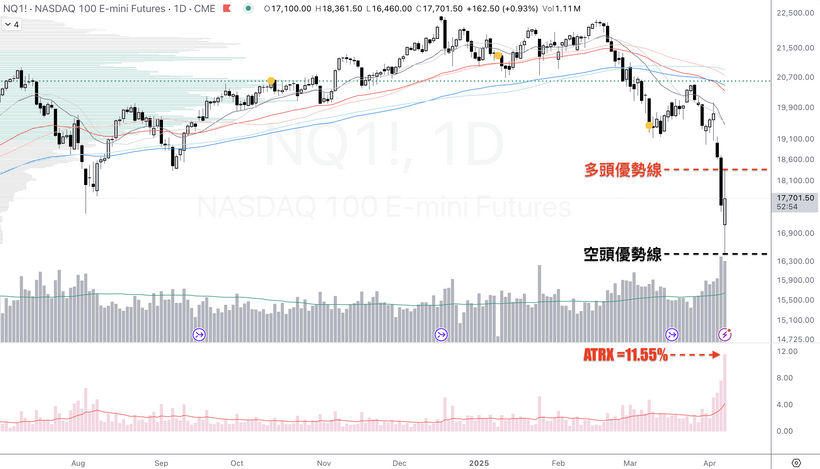 NQ1! · NASDAQ 100 E-mini Futures · 1D · CME O17,100.00 H18,361.50 L16,460.00 C17,701.50 +162.50 (+0.93%) Vol1.11M
4
22,500.00
21,500.00
20,700.00
19,900.00
19,100.00
18,600.00
18,100.00
17,701.50
52:54
16,900.00
16,300.00
15,900.00
15,500.00
15,100.00
14,725.00
NQ1!, 1D
NASDAQ 100 E-mini Futures
多頭優勢線
空頭優勢線
ATRX =11.55%
12.00
8.00
4.00
0.00
Aug Sep Oct Nov Dec 2025 Feb Mar Apr